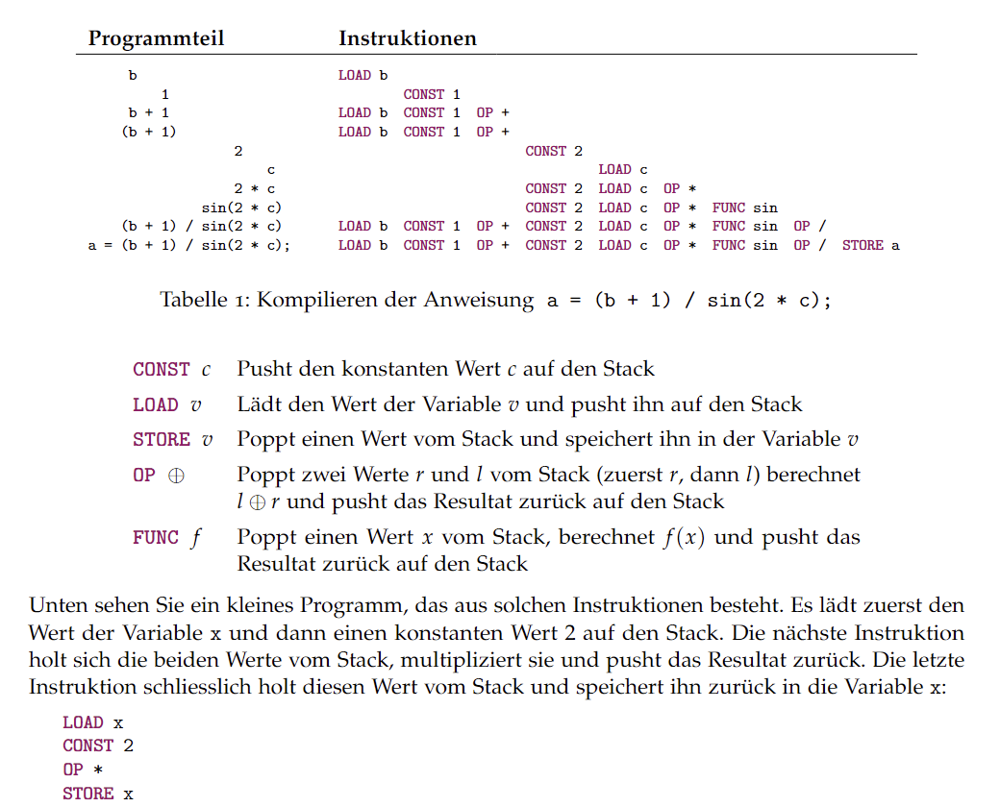 Programmteil Instruktionen
b LOAD b
1 CONST 1
b + 1 LOAD b CONST 1 OP +
(b + 1) LOAD b CONST 1 OP +
2 CONST 2
c LOAD c
2 * c CONST 2 LOAD c OP *
sin(2 * c) CONST 2 LOAD c OP * FUNC sin
(b + 1) / sin(2 * c) LOAD b CONST 1 OP + CONST 2 LOAD c OP * FUNC sin OP /
a = (b + 1) / sin(2 * c); LOAD b CONST 1 OP + CONST 2 LOAD c OP * FUNC sin OP / STORE a
Tabelle 1: Kompilieren der Anweisung a = (b + 1) / sin(2 * c);
CONST c Pusht den konstanten Wert c auf den Stack
LOAD v Lädt den Wert der Variable v und pusht ihn auf den Stack
STORE v Poppt einen Wert vom Stack und speichert ihn in der Variable v
OP ⊕ Poppt zwei Werte r und l vom Stack (zuerst r, dann l) berechnet
l ⊕ r und pusht das Resultat zurück auf den Stack
FUNC f Poppt einen Wert x vom Stack, berechnet f(x) und pusht das
Resultat zurück auf den Stack
Unten sehen Sie ein kleines Programm, das aus solchen Instruktionen besteht. Es lädt zuerst den
Wert der Variable x und dann einen konstanten Wert 2 auf den Stack. Die nächste Instruktion
holt sich die beiden Werte vom Stack, multipliziert sie und pusht das Resultat zurück. Die letzte
Instruktion schliesslich holt diesen Wert vom Stack und speichert ihn zurück in die Variable x:
LOAD x
CONST 2
OP *
STORE x